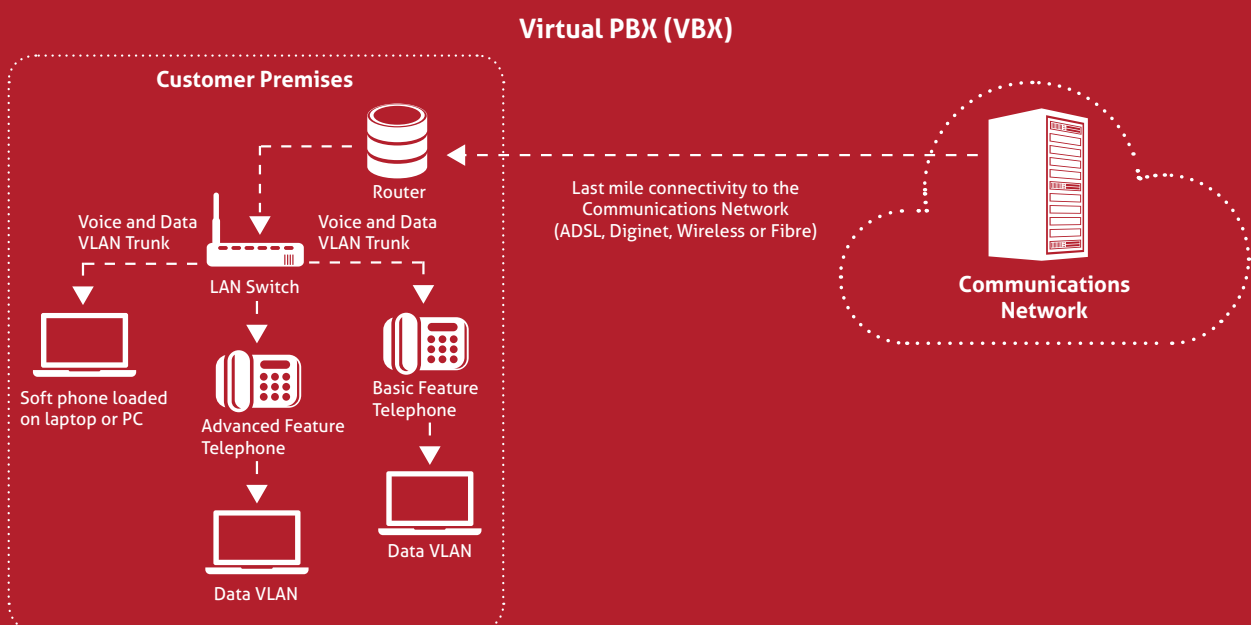 Virtual PBX (VBX)
Customer Premises
Router
Last mile connectivity to the
Communications Network
(ADSL, Diginet, Wireless or Fibre)
Communications
Network
Voice and Data
VLAN Trunk
Voice and Data
VLAN Trunk
LAN Switch
Soft phone loaded
on laptop or PC
Advanced Feature
Telephone
Basic Feature
Telephone
Data VLAN
Data VLAN